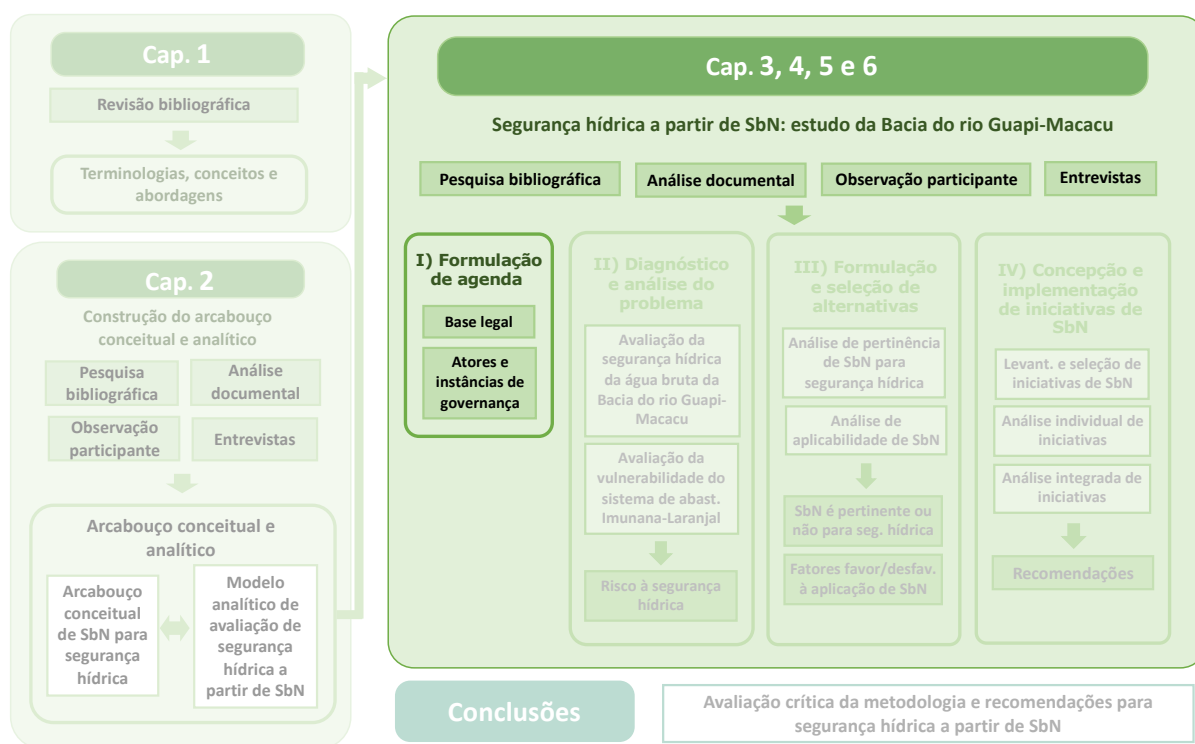 Cap. 1
Revisão bibliográfica
Terminologias, conceitos e
abordagens
Cap. 2
Construção do arcabouço
conceitual e analítico
Pesquisa
bibliográfica
Análise
documental
Observação
participante
Entrevistas
Arcabouço conceitual e
analítico
Arcabouço
conceitual
de SbN para
segurança
hídrica
Modelo
analítico de
avaliação de
segurança
hídrica a
partir de SbN
Cap. 3, 4, 5 e 6
Segurança hídrica a partir de SbN: estudo da Bacia do rio Guapi-Macacu
Pesquisa bibliográfica
Análise documental
Observação participante
Entrevistas
I) Formulação
de agenda
Base legal
Atores e
instâncias de
governança
II) Diagnóstico
e análise do
problema
Avaliação da
segurança hídrica
da água bruta da
Bacia do rio Guapi-
Macacu
Avaliação da
vulnerabilidade do
sistema de abast.
Imunana-Laranjal
Risco à segurança
hídrica
III) Formulação
e seleção de
alternativas
Análise de pertinência
de SbN para
segurança hídrica
Análise de
aplicabilidade de SbN
SbN é pertinente ou
não para seg. hídrica
Fatores favor/desfav.
à aplicação de SbN
IV) Concepção e
implementação
de iniciativas de
SbN
Levant. e seleção de
iniciativas de SbN
Análise individual de
iniciativas
Análise integrada de
iniciativas
Recomendações
Conclusões
Avaliação crítica da metodologia e recomendações para
segurança hídrica a partir de SbN